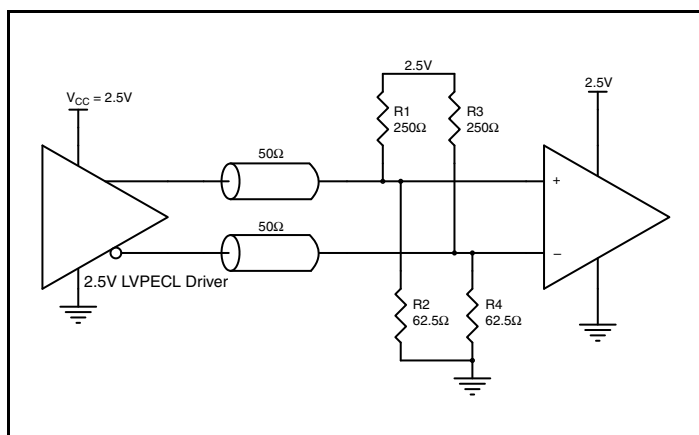 2.5V
V_CC = 2.5V
2.5V
R1
250Ω
R3
250Ω
50Ω
+
50Ω
–
2.5V LVPECL Driver
R2
62.5Ω
R4
62.5Ω